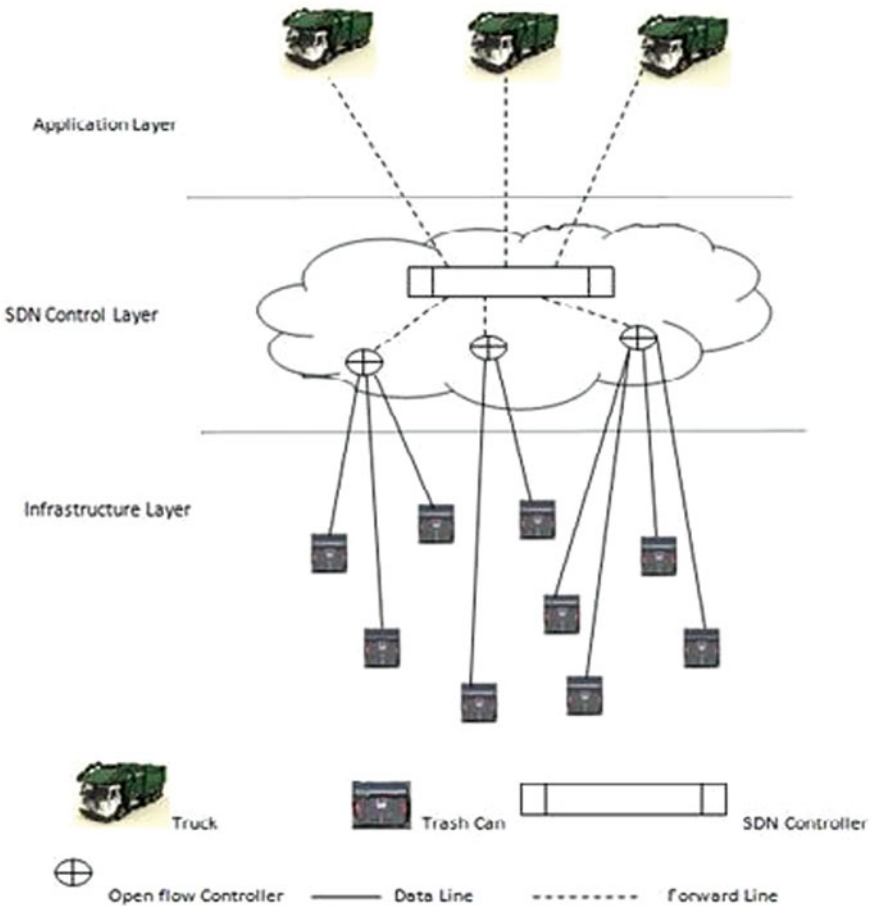 Application Layer
SDN Control Layer
Infrastructure Layer
Truck
Trash Can
SDN Controller
Open flow Controller
Data Line
Forward Line